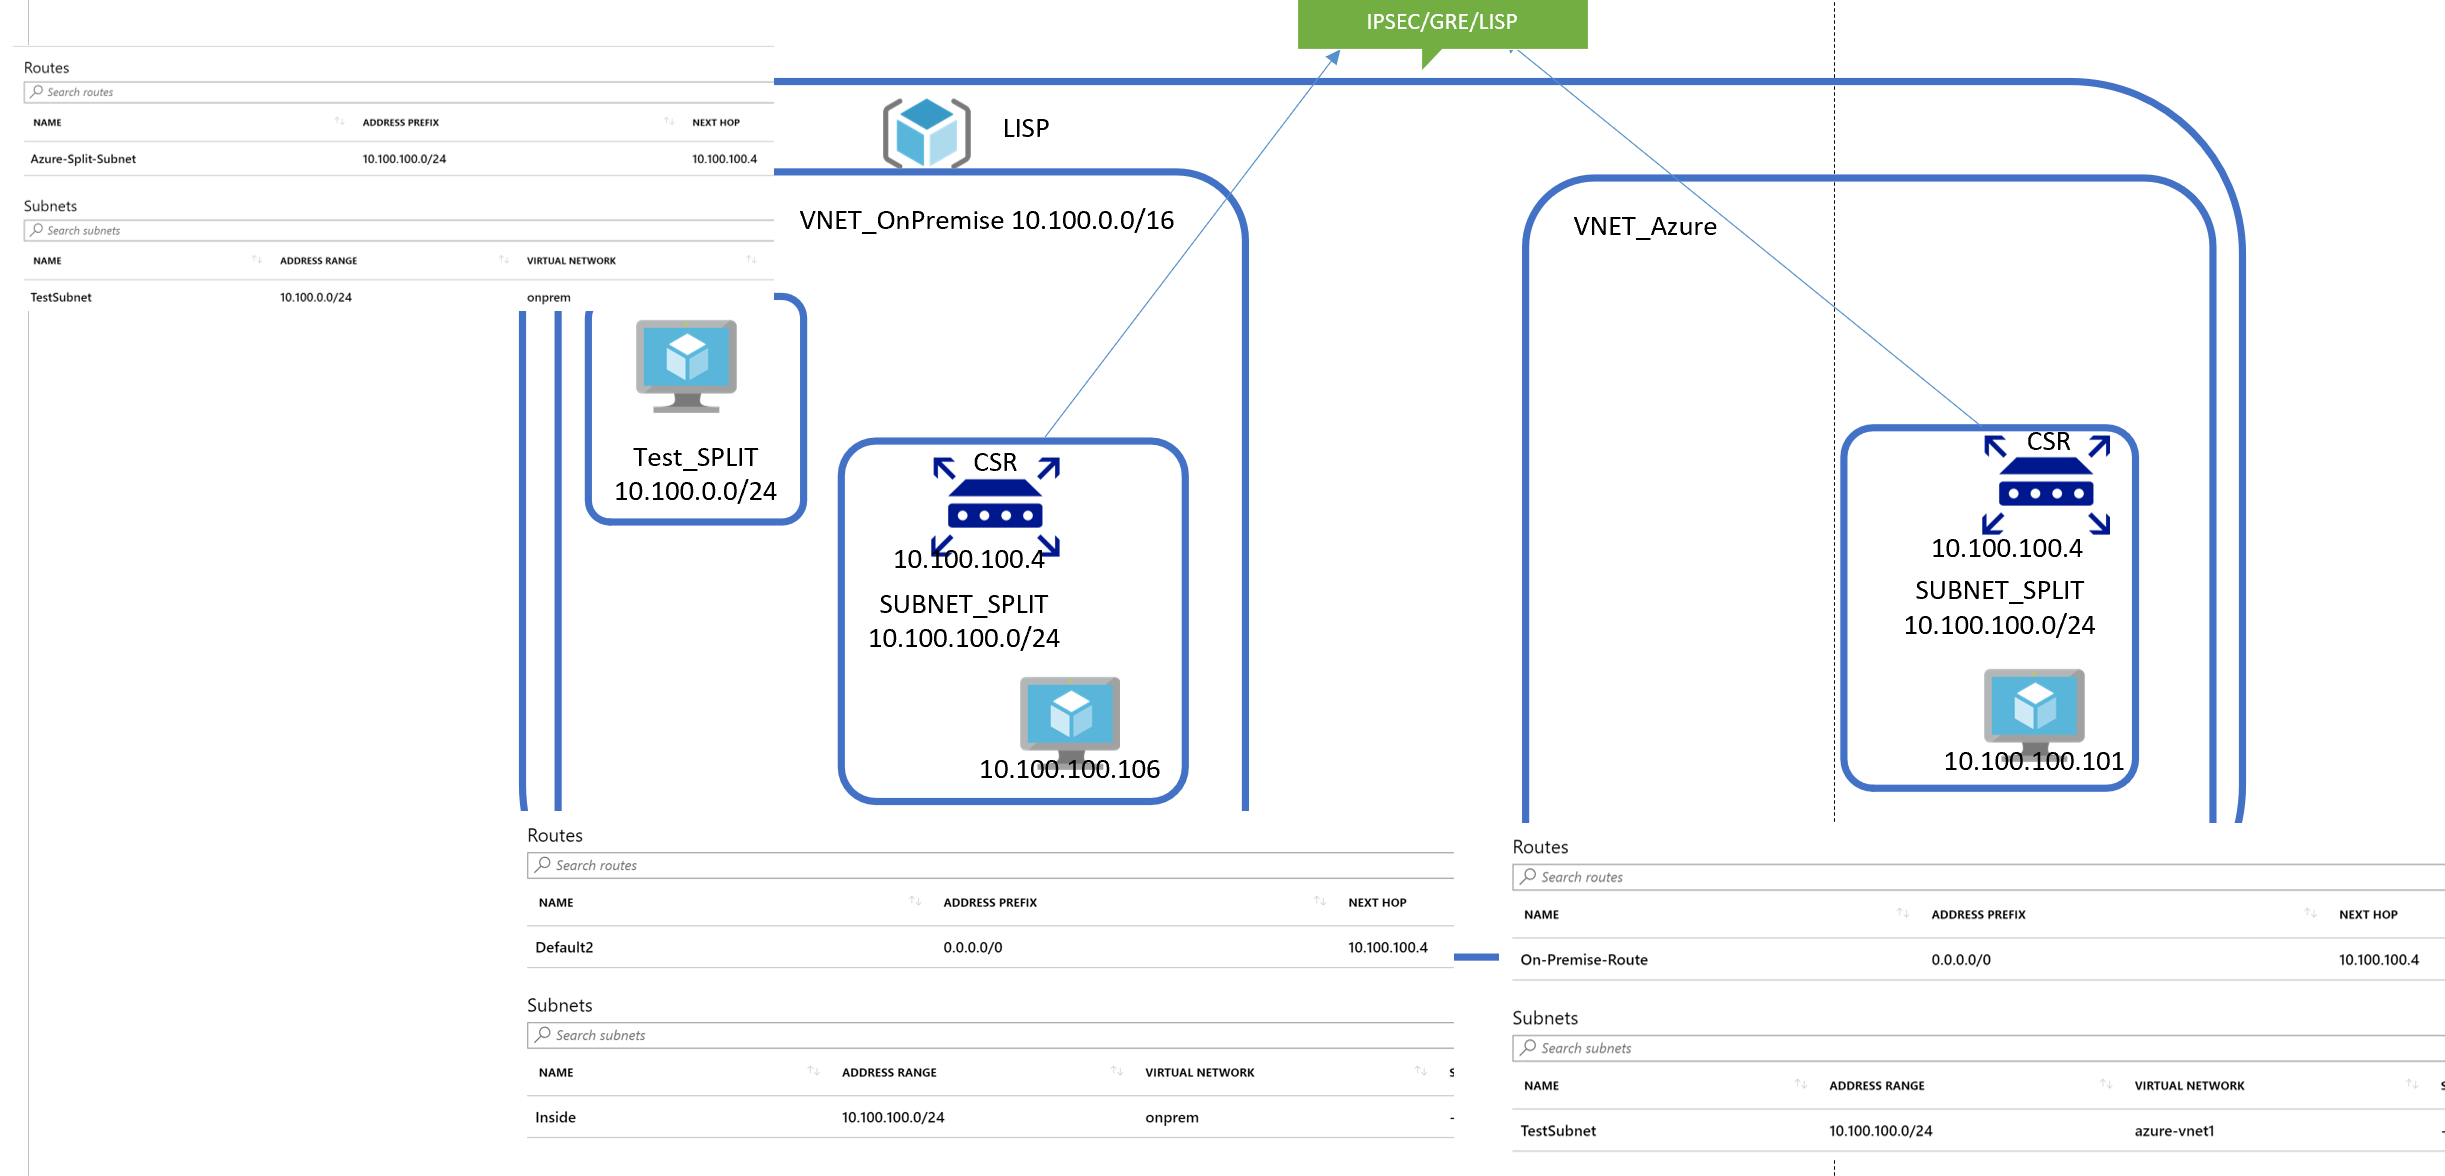 IPSEC/GRE/LISP
Routes
Search routes
NAME ADDRESS PREFIX NEXT HOP
Azure-Split-Subnet 10.100.100.0/24 10.100.100.4
Subnets
Search subnets
NAME ADDRESS RANGE VIRTUAL NETWORK
TestSubnet 10.100.0.0/24 onprem
LISP
VNET_OnPremise 10.100.0.0/16
VNET_Azure
Test_SPLIT
10.100.0.0/24
CSR
10.100.100.4
SUBNET_SPLIT
10.100.100.0/24
10.100.100.106
CSR
10.100.100.4
SUBNET_SPLIT
10.100.100.0/24
10.100.100.101
Routes
Search routes
NAME ADDRESS PREFIX NEXT HOP
Default2 0.0.0.0/0 10.100.100.4
Subnets
Search subnets
NAME ADDRESS RANGE VIRTUAL NETWORK
Inside 10.100.100.0/24 onprem -
Routes
Search routes
NAME ADDRESS PREFIX NEXT HOP
On-Premise-Route 0.0.0.0/0 10.100.100.4
Subnets
Search subnets
NAME ADDRESS RANGE VIRTUAL NETWORK
TestSubnet 10.100.100.0/24 azure-vnet1 -